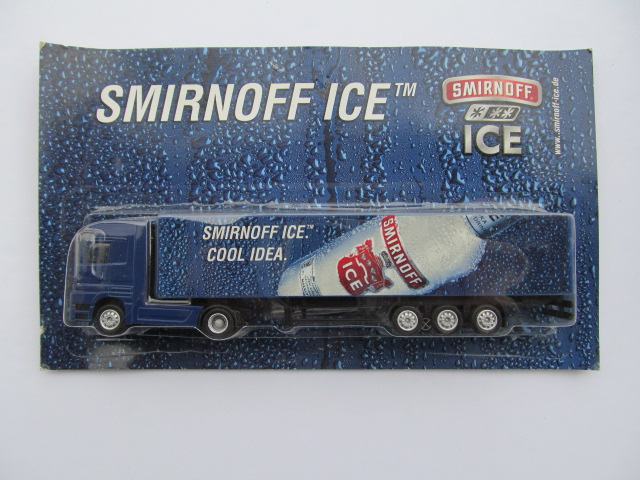 SMIRNOFF ICE™
SMIRNOFF
ICE
www.smirnoff-ice.de
SMIRNOFF ICE.™
COOL IDEA.
SMIRNOFF
ICE